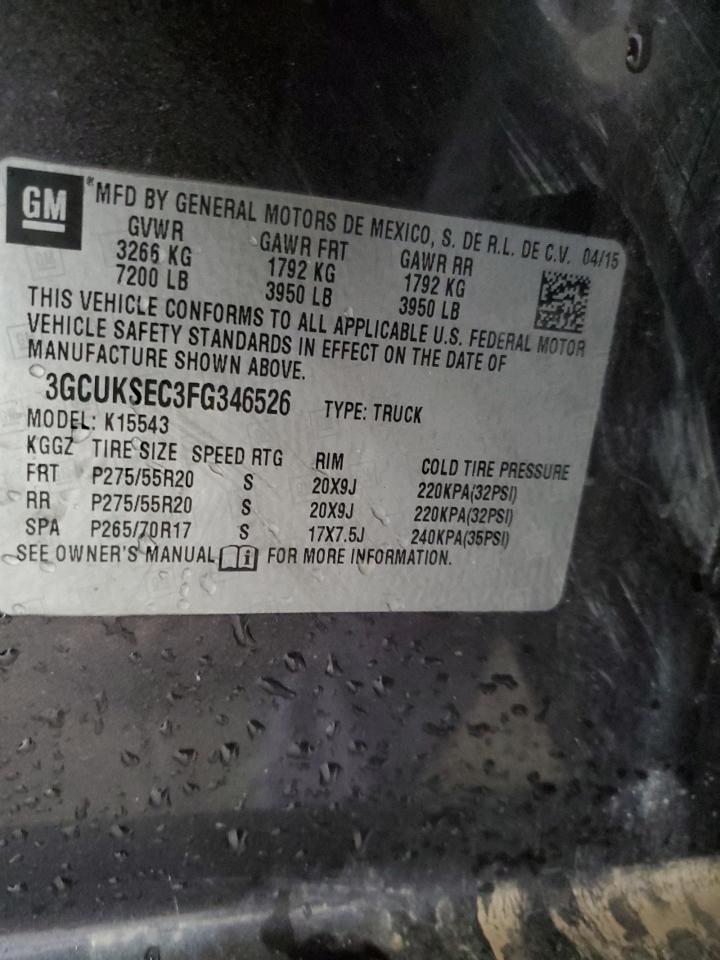 GM *MFD BY GENERAL MOTORS DE MEXICO, S. DE R.L. DE C.V. 04/15
GVWR GAWR FRT GAWR RR
3266 KG 1792 KG 1792 KG
7200 LB 3950 LB 3950 LB
THIS VEHICLE CONFORMS TO ALL APPLICABLE U.S. FEDERAL MOTOR
VEHICLE SAFETY STANDARDS IN EFFECT ON THE DATE OF
MANUFACTURE SHOWN ABOVE.
3GCUKSEC3FG346526 TYPE: TRUCK
MODEL: K15543
KGGZ TIRE SIZE SPEED RTG RIM COLD TIRE PRESSURE
FRT P275/55R20 S 20X9J 220KPA(32PSI)
RR P275/55R20 S 20X9J 220KPA(32PSI)
SPA P265/70R17 S 17X7.5J 240KPA(35PSI)
SEE OWNER'S MANUAL i FOR MORE INFORMATION.